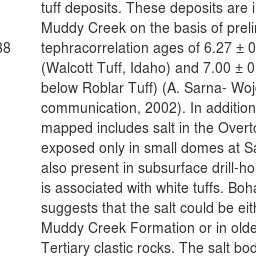 tuff deposits. These deposits are i
Muddy Creek on the basis of preli
38 tephracorrelation ages of 6.27 ± 0
(Walcott Tuff, Idaho) and 7.00 ± 0
below Roblar Tuff) (A. Sarna- Woj
communication, 2002). In addition
mapped includes salt in the Overto
exposed only in small domes at Sa
also present in subsurface drill-ho
is associated with white tuffs. Boha
suggests that the salt could be eit
Muddy Creek Formation or in olde
Tertiary clastic rocks. The salt bod